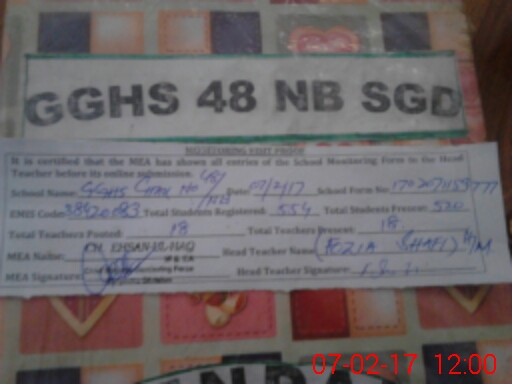 GGHS 48 NB SGD
MONITORING VISIT PROOF
It is certified that the MEA has shown all entries of the School Monitoring Form to the Head
Teacher before its online submission.
School Name: GGHS Chak No 48/NB Date: 07/2/17 School Form No.
EMIS Code: 38420083 Total Students Registered: 554 Total Students Present: 520
Total Teachers Posted: 18 Total Teachers Present: 18
MEA Name: CH. EHSAN-UL-HAQ Head Teacher Name (FOZIA SHAFI) H/M
MEA Signature: Head Teacher Signature:
07-02-17 12:00